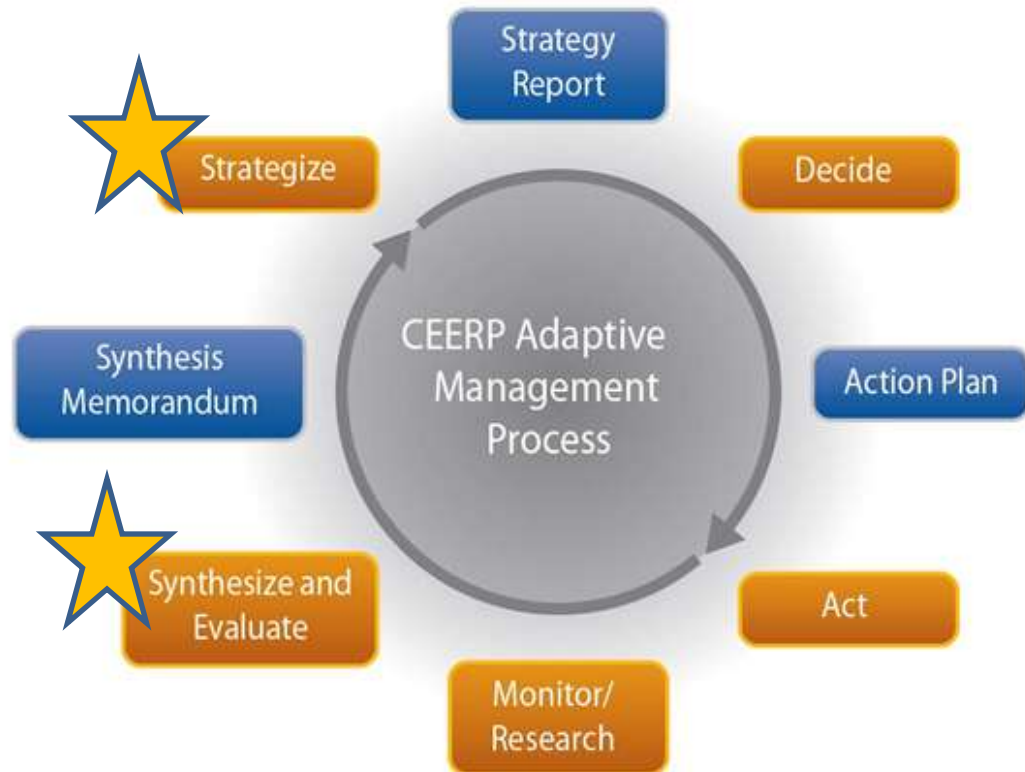 Strategy
Report
Strategize
Decide
CEERP Adaptive
Management
Process
Synthesis
Memorandum
Action Plan
Synthesize and
Evaluate
Act
Monitor/
Research